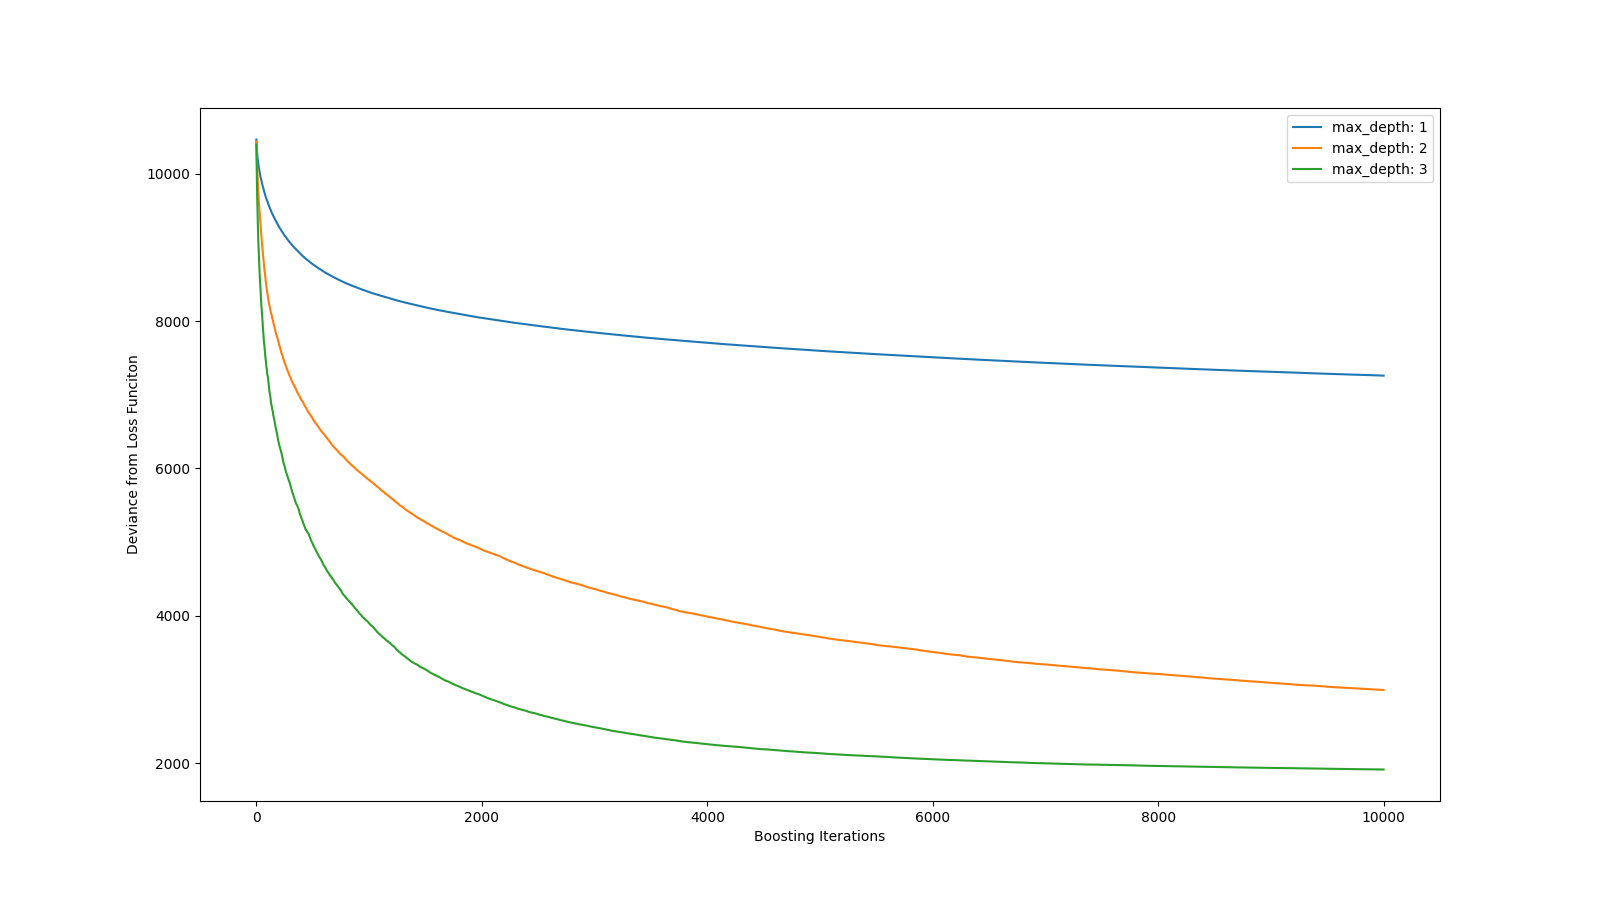 max_depth: 1
max_depth: 2
max_depth: 3
10000
8000
6000
4000
2000
Deviance from Loss Funciton
0 2000 4000 6000 8000 10000
Boosting Iterations